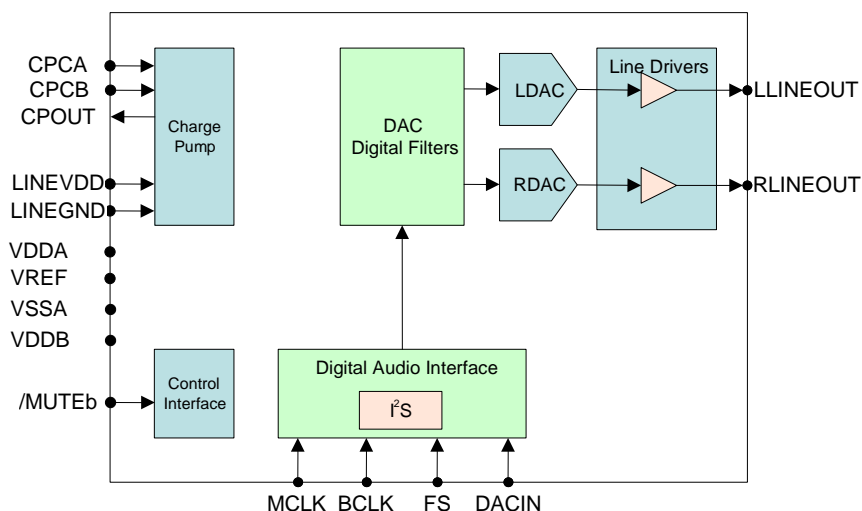 CPCA
CPCB
CPOUT
Charge
Pump
LINEVDD
LINEGND
VDDA
VREF
VSSA
VDDB
/MUTEb
Control
Interface
DAC
Digital Filters
LDAC
RDAC
Line Drivers
LLINEOUT
RLINEOUT
Digital Audio Interface
I²S
MCLK
BCLK
FS
DACIN